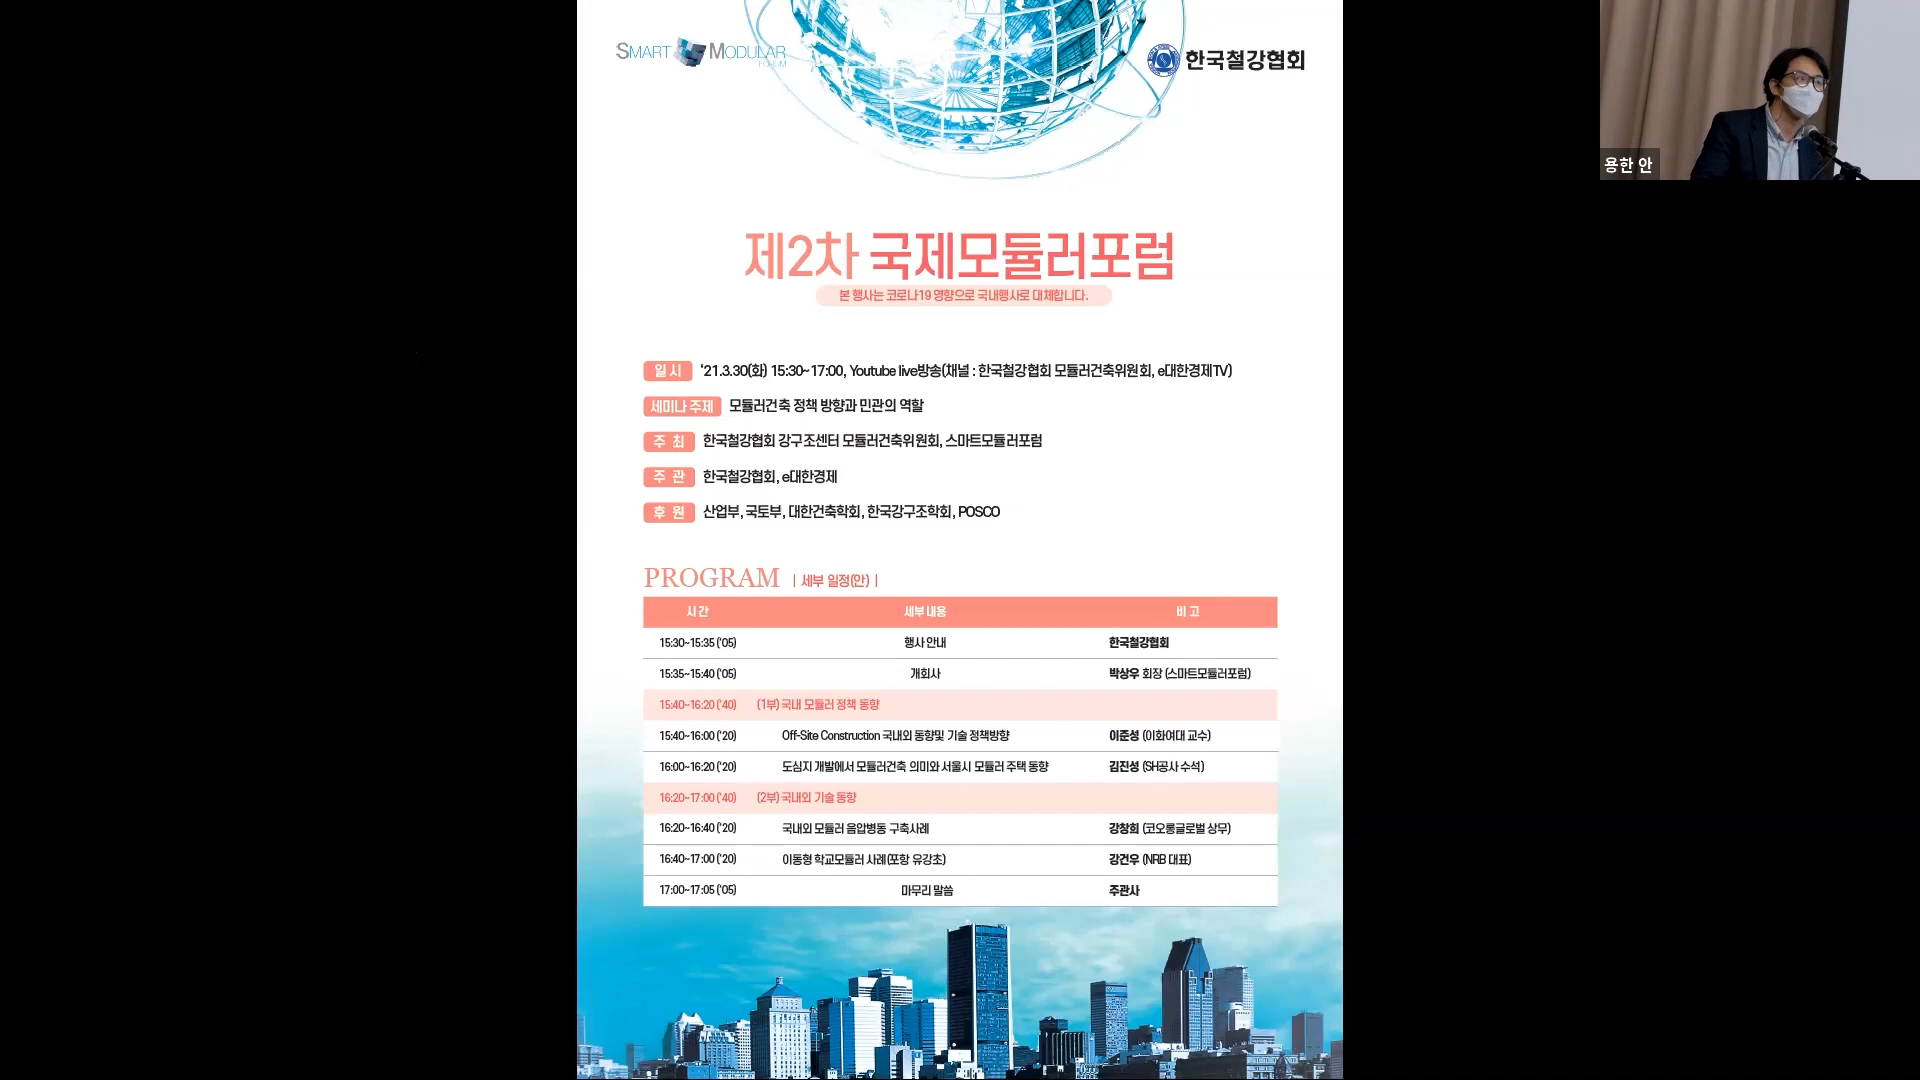 SMART MODULAR
FORUM
한국철강협회
용한 안
제2차 국제모듈러포럼
본 행사는 코로나19 영향으로 국내행사로 대체합니다.
일 시 '21.3.30(화) 15:30~17:00, Youtube live방송(채널 : 한국철강협회 모듈러건축위원회, e대한경제TV)
세미나 주제 모듈러건축 정책 방향과 민관의 역할
주 최 한국철강협회 강구조센터 모듈러건축위원회, 스마트모듈러포럼
주 관 한국철강협회, e대한경제
후 원 산업부, 국토부, 대한건축학회, 한국강구조학회, POSCO
PROGRAM | 세부 일정(안) |
시 간 세부내용 비 고
15:30~15:35 ('05) 행사 안내 한국철강협회
15:35~15:40 ('05) 개회사 박상우 회장 (스마트모듈러포럼)
15:40~16:20 ('40) (1부) 국내 모듈러 정책 동향
15:40~16:00 ('20) Off-Site Construction 국내외 동향및 기술 정책방향 이준성 (이화여대 교수)
16:00~16:20 ('20) 도심지 개발에서 모듈러건축 의미와 서울시 모듈러 주택 동향 김진성 (SH공사 수석)
16:20~17:00 ('40) (2부) 국내외 기술 동향
16:20~16:40 ('20) 국내외 모듈러 음압병동 구축사례 강창희 (코오롱글로벌 상무)
16:40~17:00 ('20) 이동형 학교모듈러 사례(포항 유강초) 강건우 (NRB 대표)
17:00~17:05 ('05) 마무리 말씀 주관사